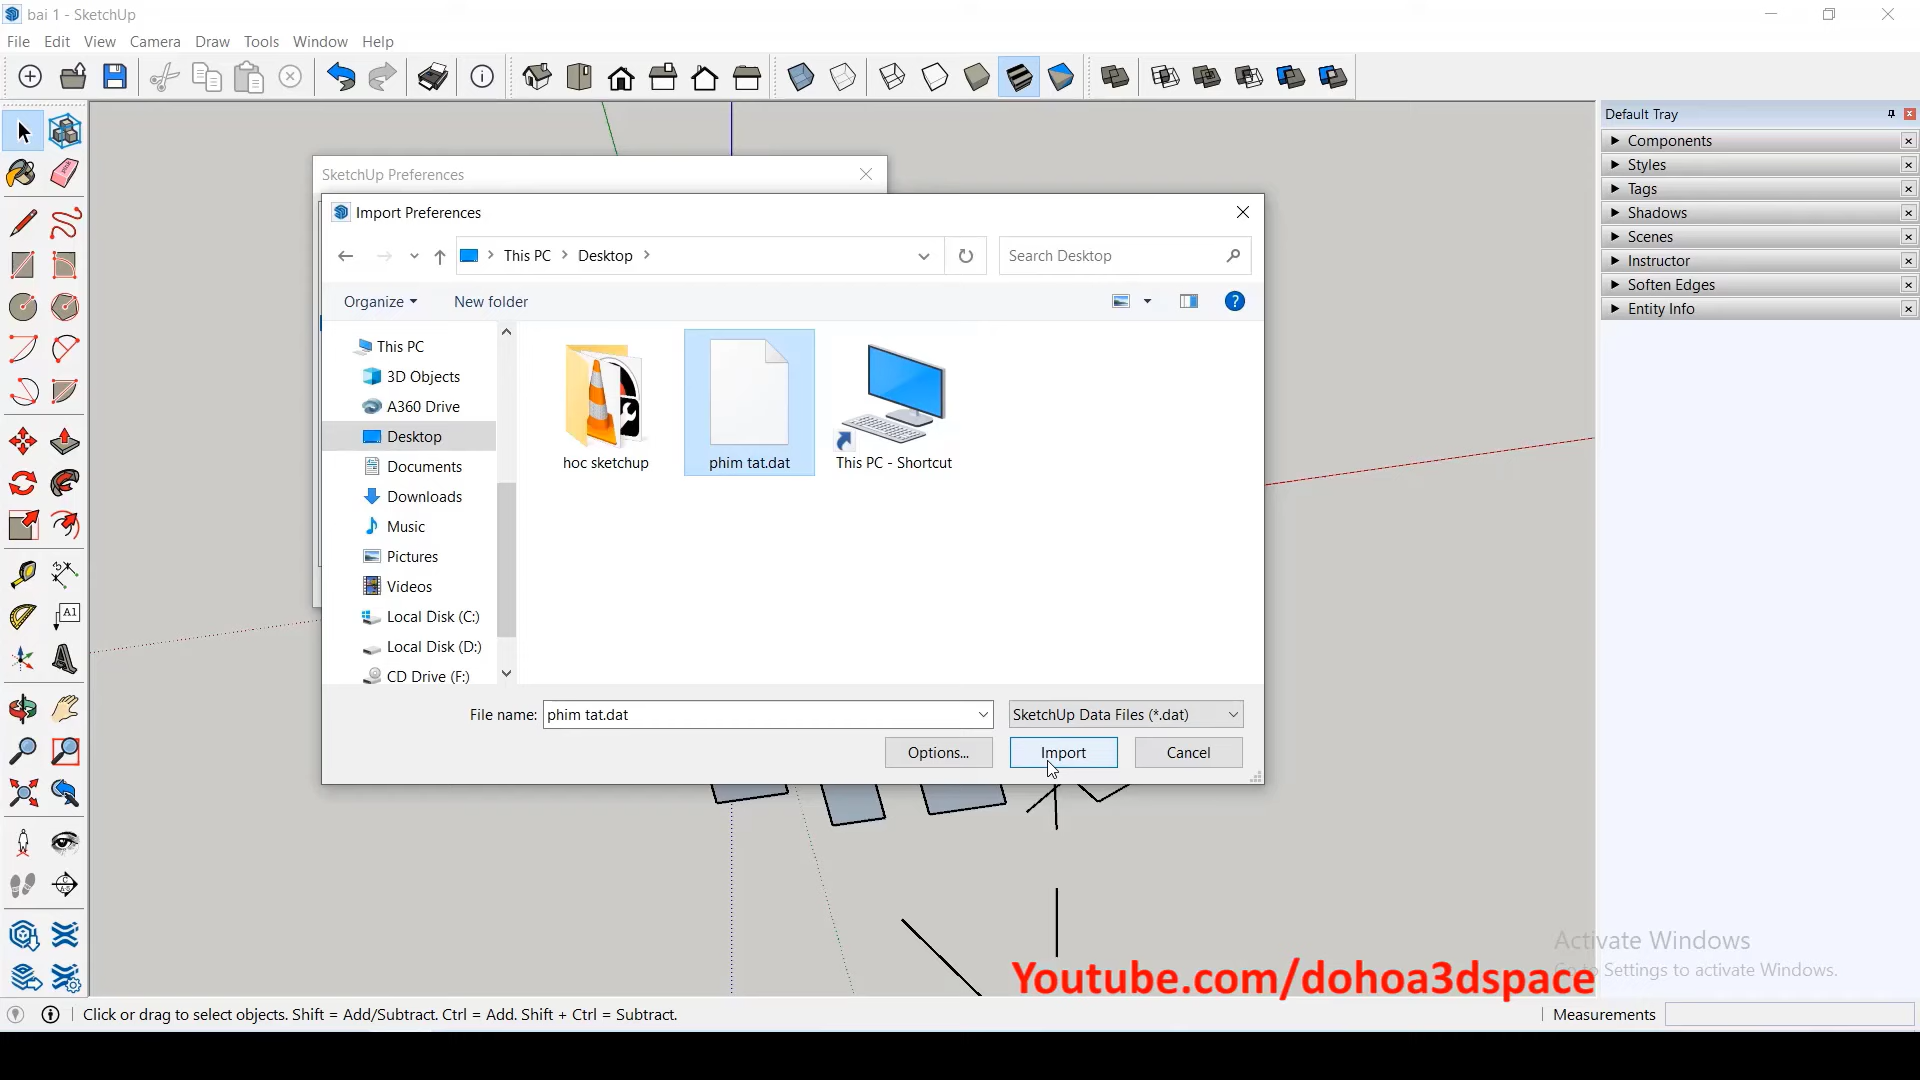 bai 1 - SketchUp
File Edit View Camera Draw Tools Window Help
Default Tray
Components
Styles
Tags
Shadows
Scenes
Instructor
Soften Edges
Entity Info
SketchUp Preferences
Import Preferences
This PC > Desktop >
Search Desktop
Organize
New folder
This PC
3D Objects
A360 Drive
Desktop
Documents
Downloads
Music
Pictures
Videos
Local Disk (C:)
Local Disk (D:)
CD Drive (F:)
hoc sketchup
phim tat.dat
This PC - Shortcut
File name: phim tat.dat
SketchUp Data Files (*.dat)
Options...
Import
Cancel
A1
Activate Windows
Go to Settings to activate Windows.
Youtube.com/dohoa3dspace
Click or drag to select objects. Shift = Add/Subtract. Ctrl = Add. Shift + Ctrl = Subtract.
Measurements